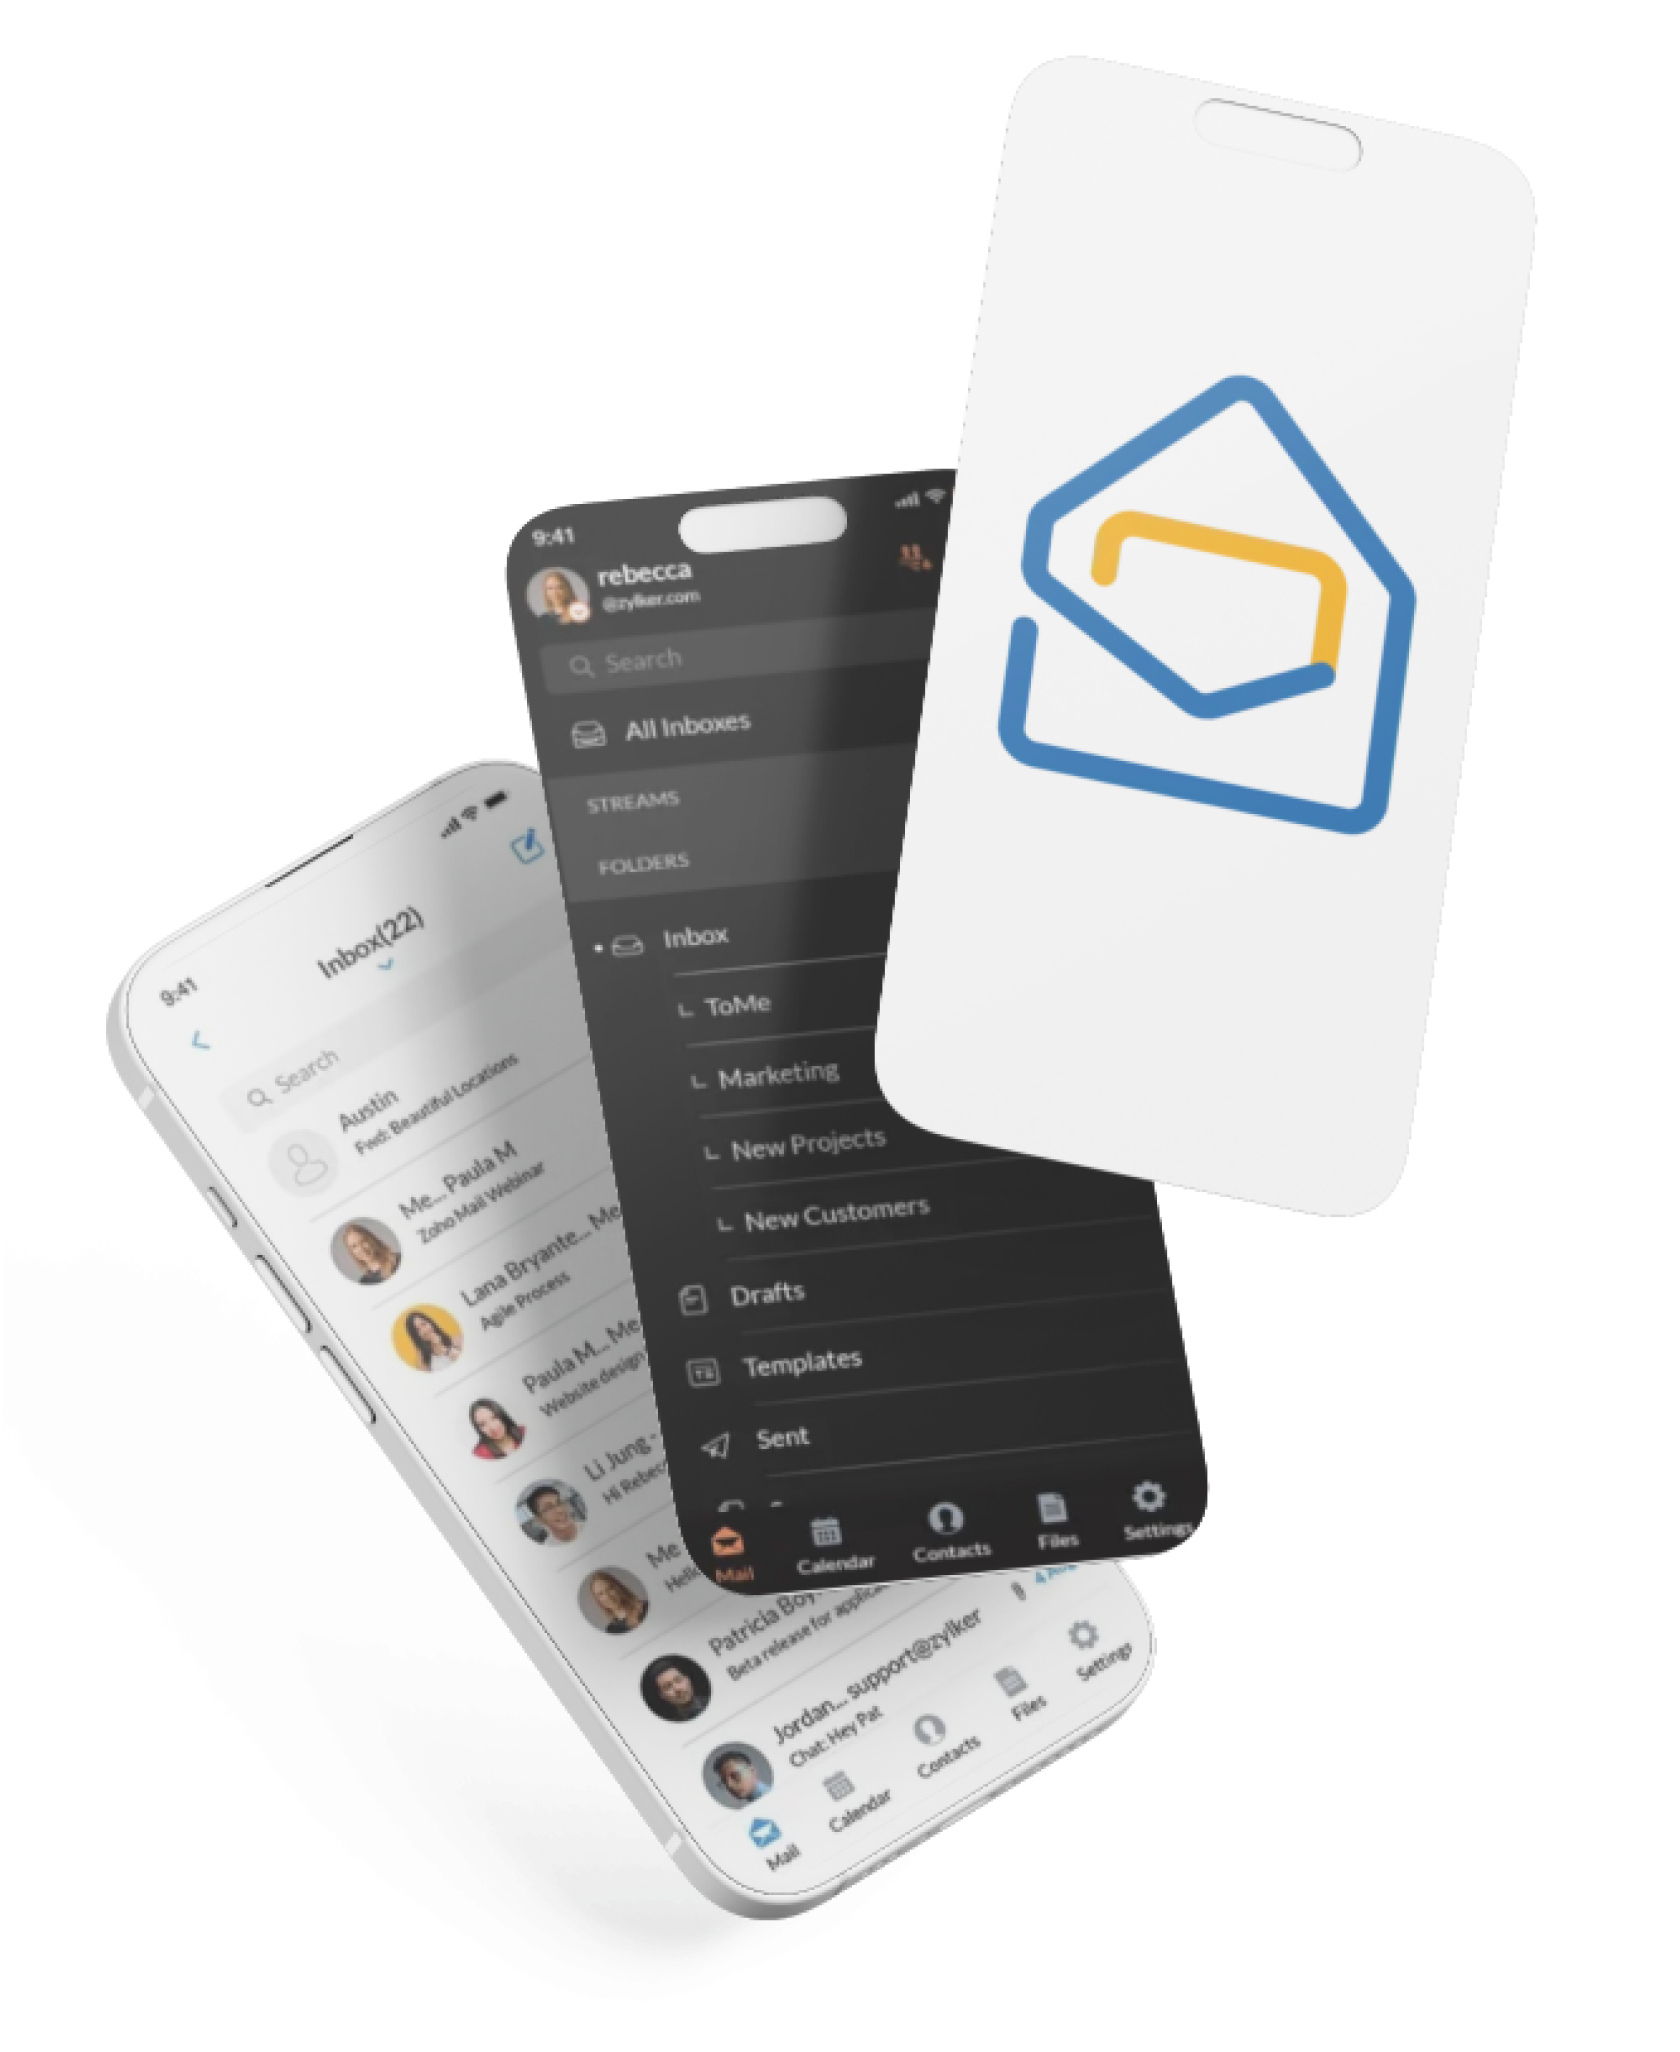 9:41
rebecca
@zylker.com
Search
All Inboxes
STREAMS
FOLDERS
Inbox
ToMe
Marketing
New Projects
New Customers
Drafts
Templates
Sent
Mail
Calendar
Contacts
Files
Settings
9:41
Inbox(22)
Search
Austin
Fwd: Beautiful Locations
Me... Paula M
Zoho Mail Webinar
Lana Bryante... Me
Agile Process
Paula M... Me
Website design
Li Jung -
Hi
Me
Patricia
Beta release for
Jordan... support@zylker
Chat: Hey Pat
Mail
Calendar
Contacts
Files
Settings